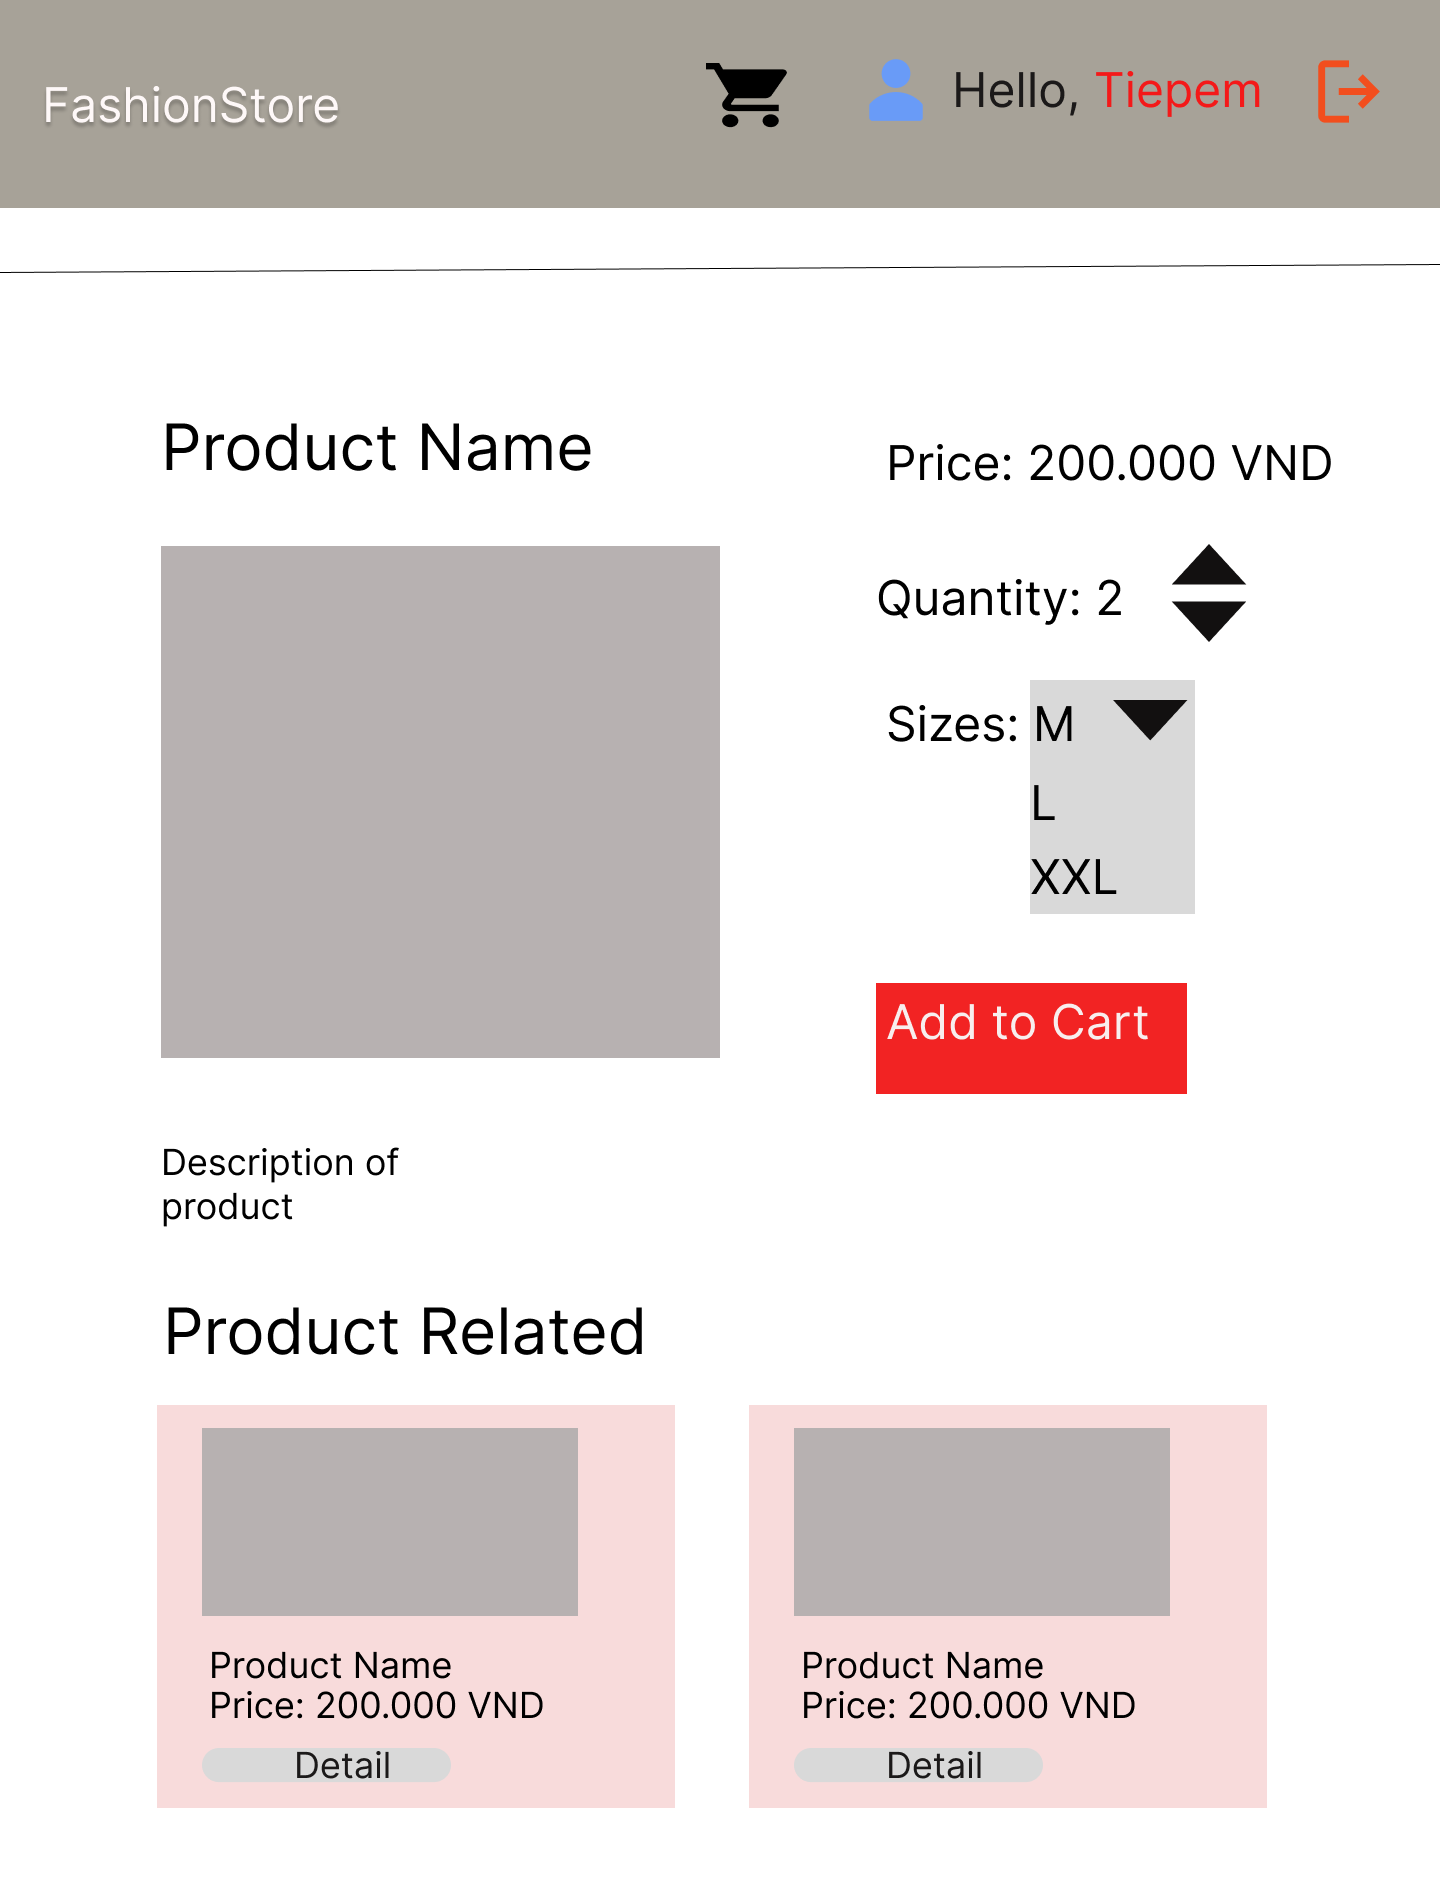 FashionStore
Hello, Tiepem
Product Name
Price: 200.000 VND
Quantity: 2
Sizes: M
L
XXL
Add to Cart
Description of
product
Product Related
Product Name
Price: 200.000 VND
Detail
Product Name
Price: 200.000 VND
Detail